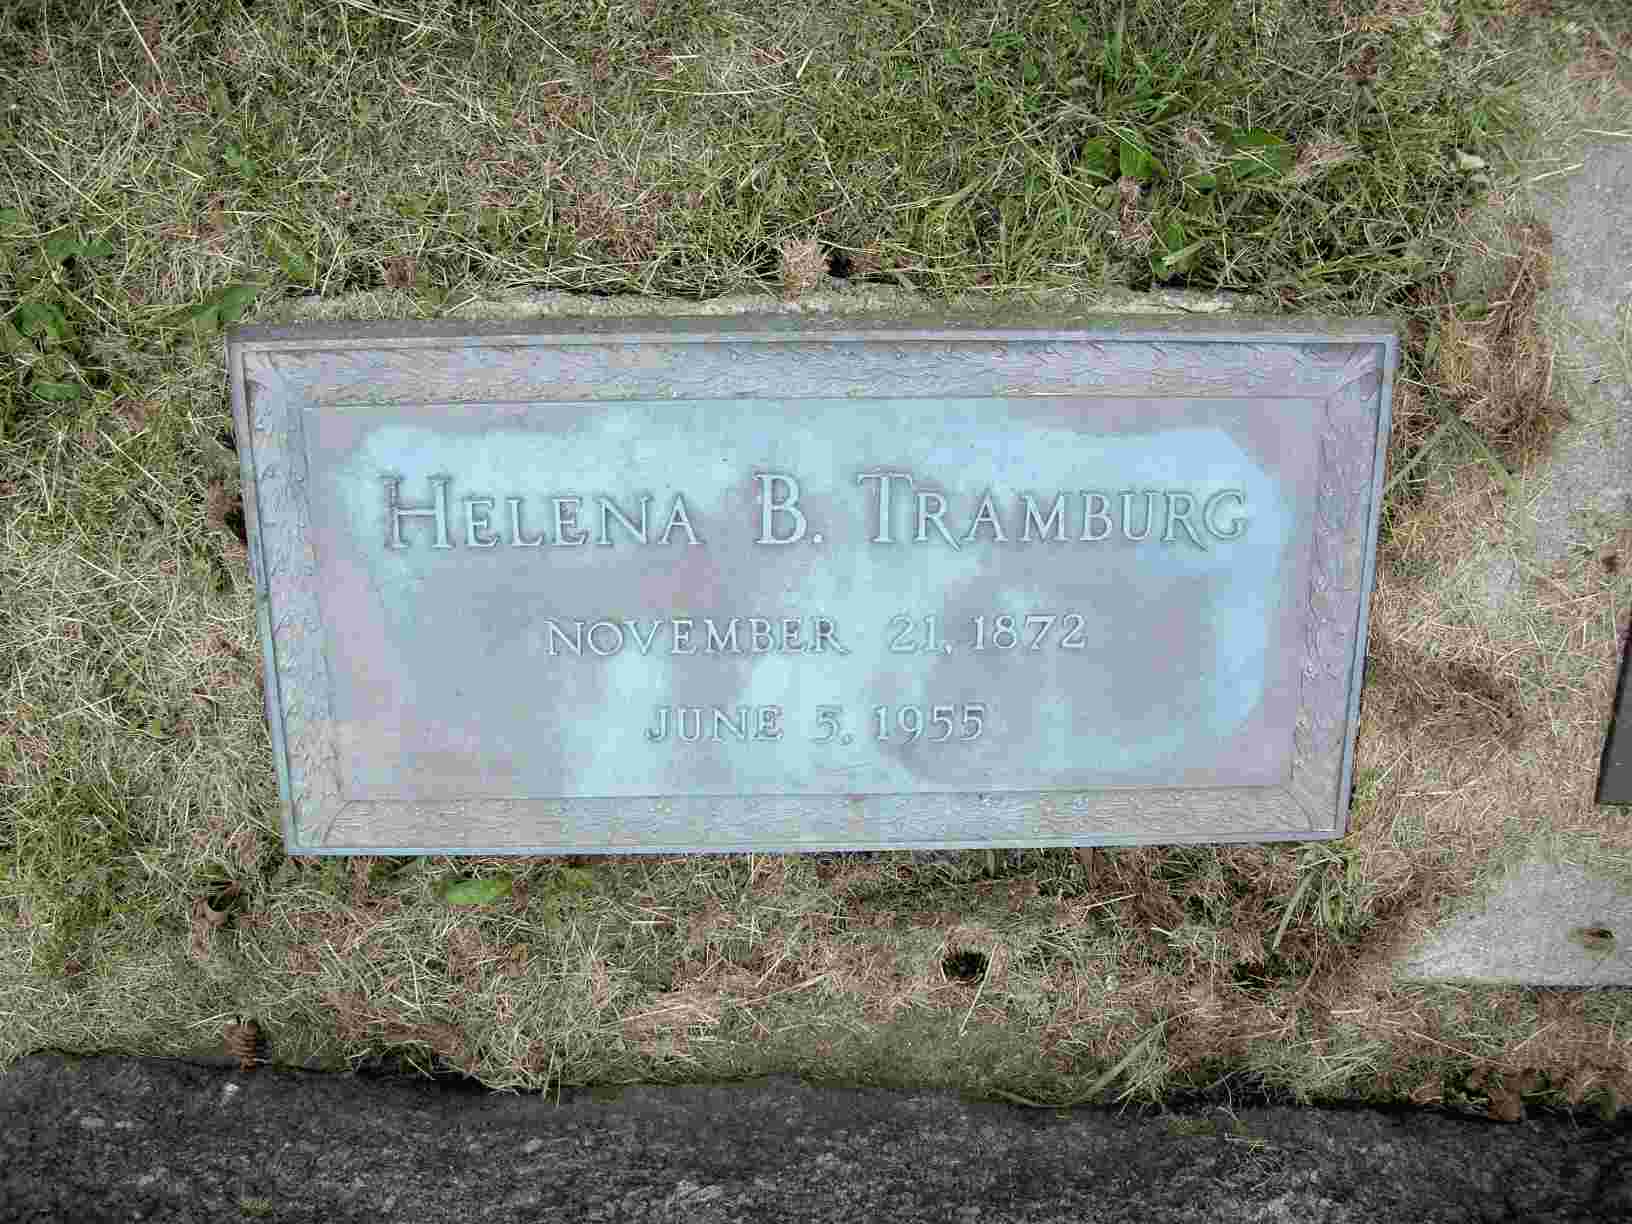 HELENA B. TRAMBURG
NOVEMBER 21, 1872
JUNE 5, 1955